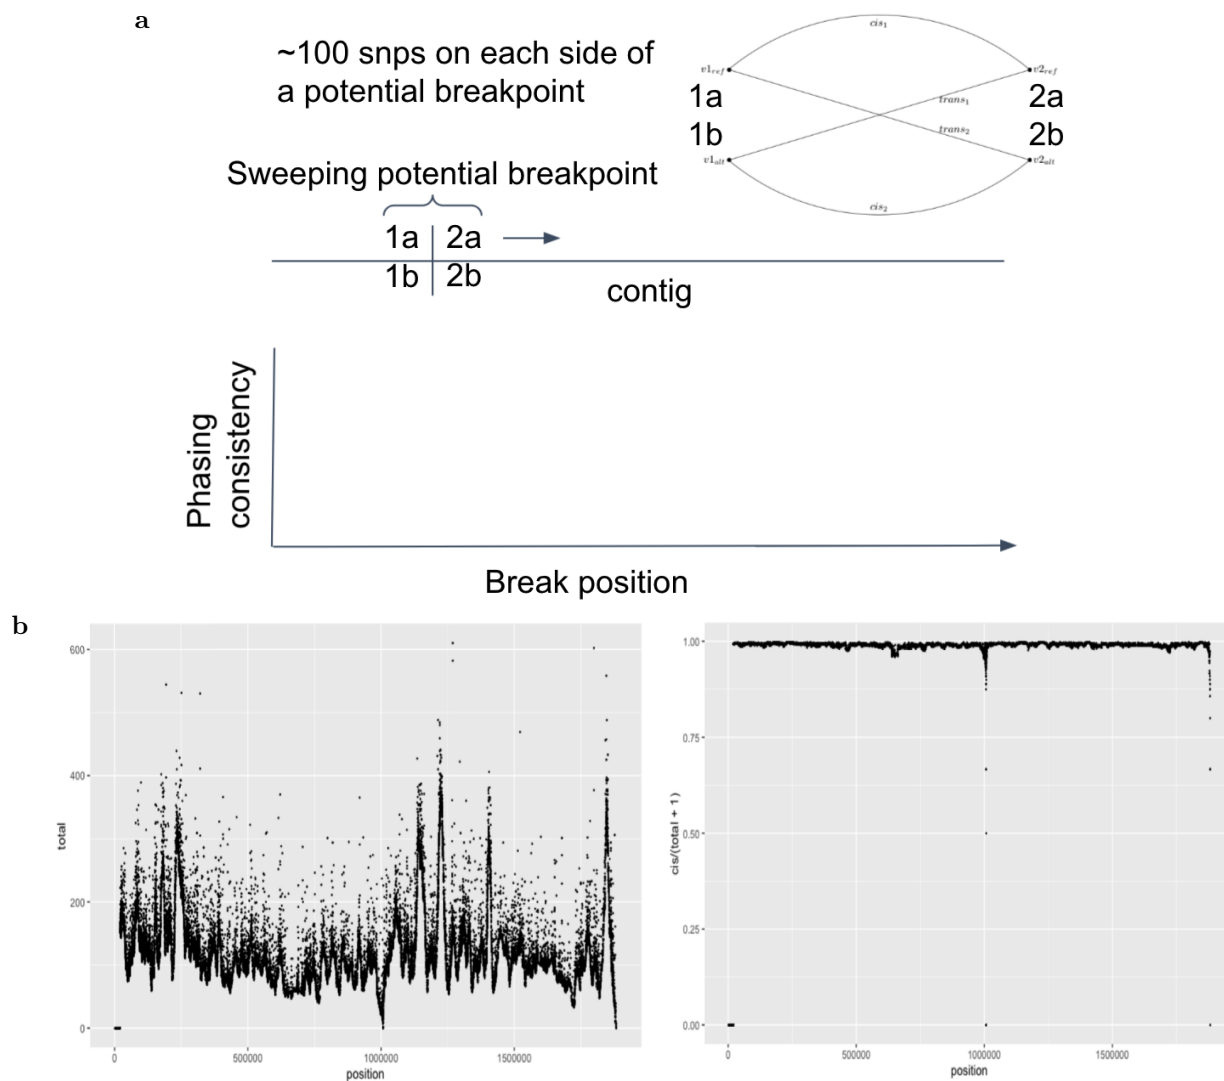 a
~100 snps on each side of
a potential breakpoint
cis1
v1ref
v2ref
1a
2a
trans1
1b
2b
trans2
v1alt
v2alt
cis2
Sweeping potential breakpoint
1a 2a
1b 2b
contig
Phasing
consistency
Break position
b
600
400
200
0
total
0 500000 1000000 1500000
position
1.00
0.75
0.50
0.25
0.00
cis/(total + 1)
0 500000 1000000 1500000
position